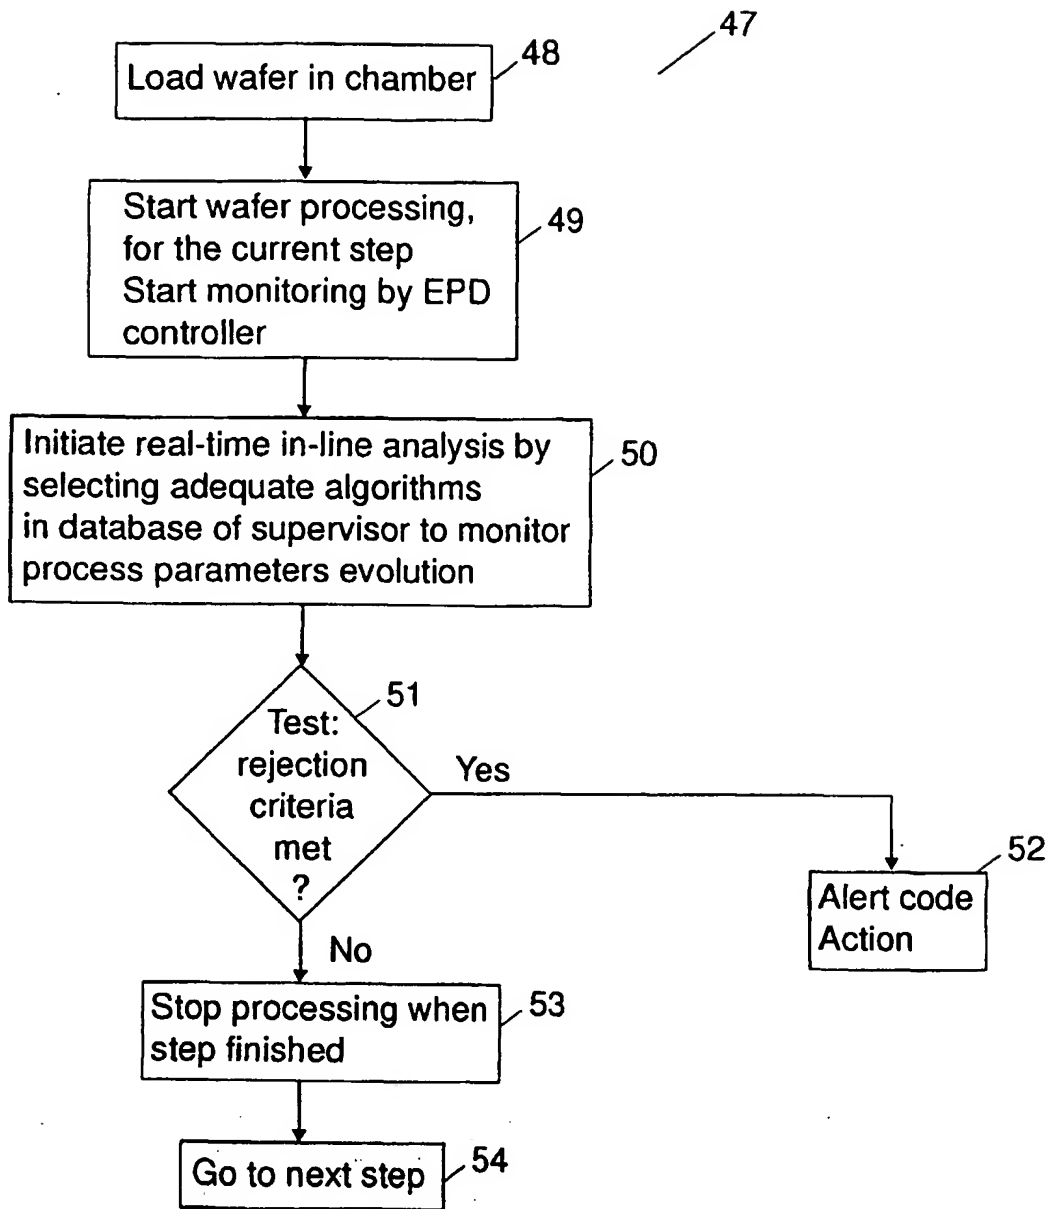 47
48
Load wafer in chamber
49
Start wafer processing,
for the current step
Start monitoring by EPD
controller
50
Initiate real-time in-line analysis by
selecting adequate algorithms
in database of supervisor to monitor
process parameters evolution
51
Test:
rejection
criteria
met
?
Yes
52
Alert code
Action
No
53
Stop processing when
step finished
54
Go to next step